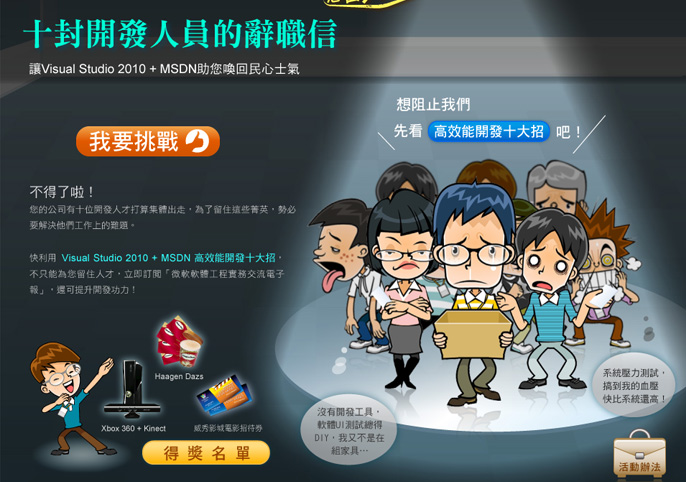 十封開發人員的辭職信
讓Visual Studio 2010 + MSDN助您喚回民心士氣
想阻止我們
先看 高效能開發十大招 吧！
我要挑戰
不得了啦！
您的公司有十位開發人才打算集體出走，為了留住這些菁英，勢必
要解決他們工作上的難題。
快利用 Visual Studio 2010 + MSDN 高效能開發十大招，
不只能為您留住人才，立即訂閱「微軟軟體工程實務交流電子
報」，還可提升開發功力！
Haagen Dazs
Xbox 360 + Kinect
威秀影城電影招待券
得獎名單
沒有開發工具，
軟體UI測試總得
DIY，我又不是在
組家具…
系統壓力測試，
搞到我的血壓
快比系統還高！
活動辦法